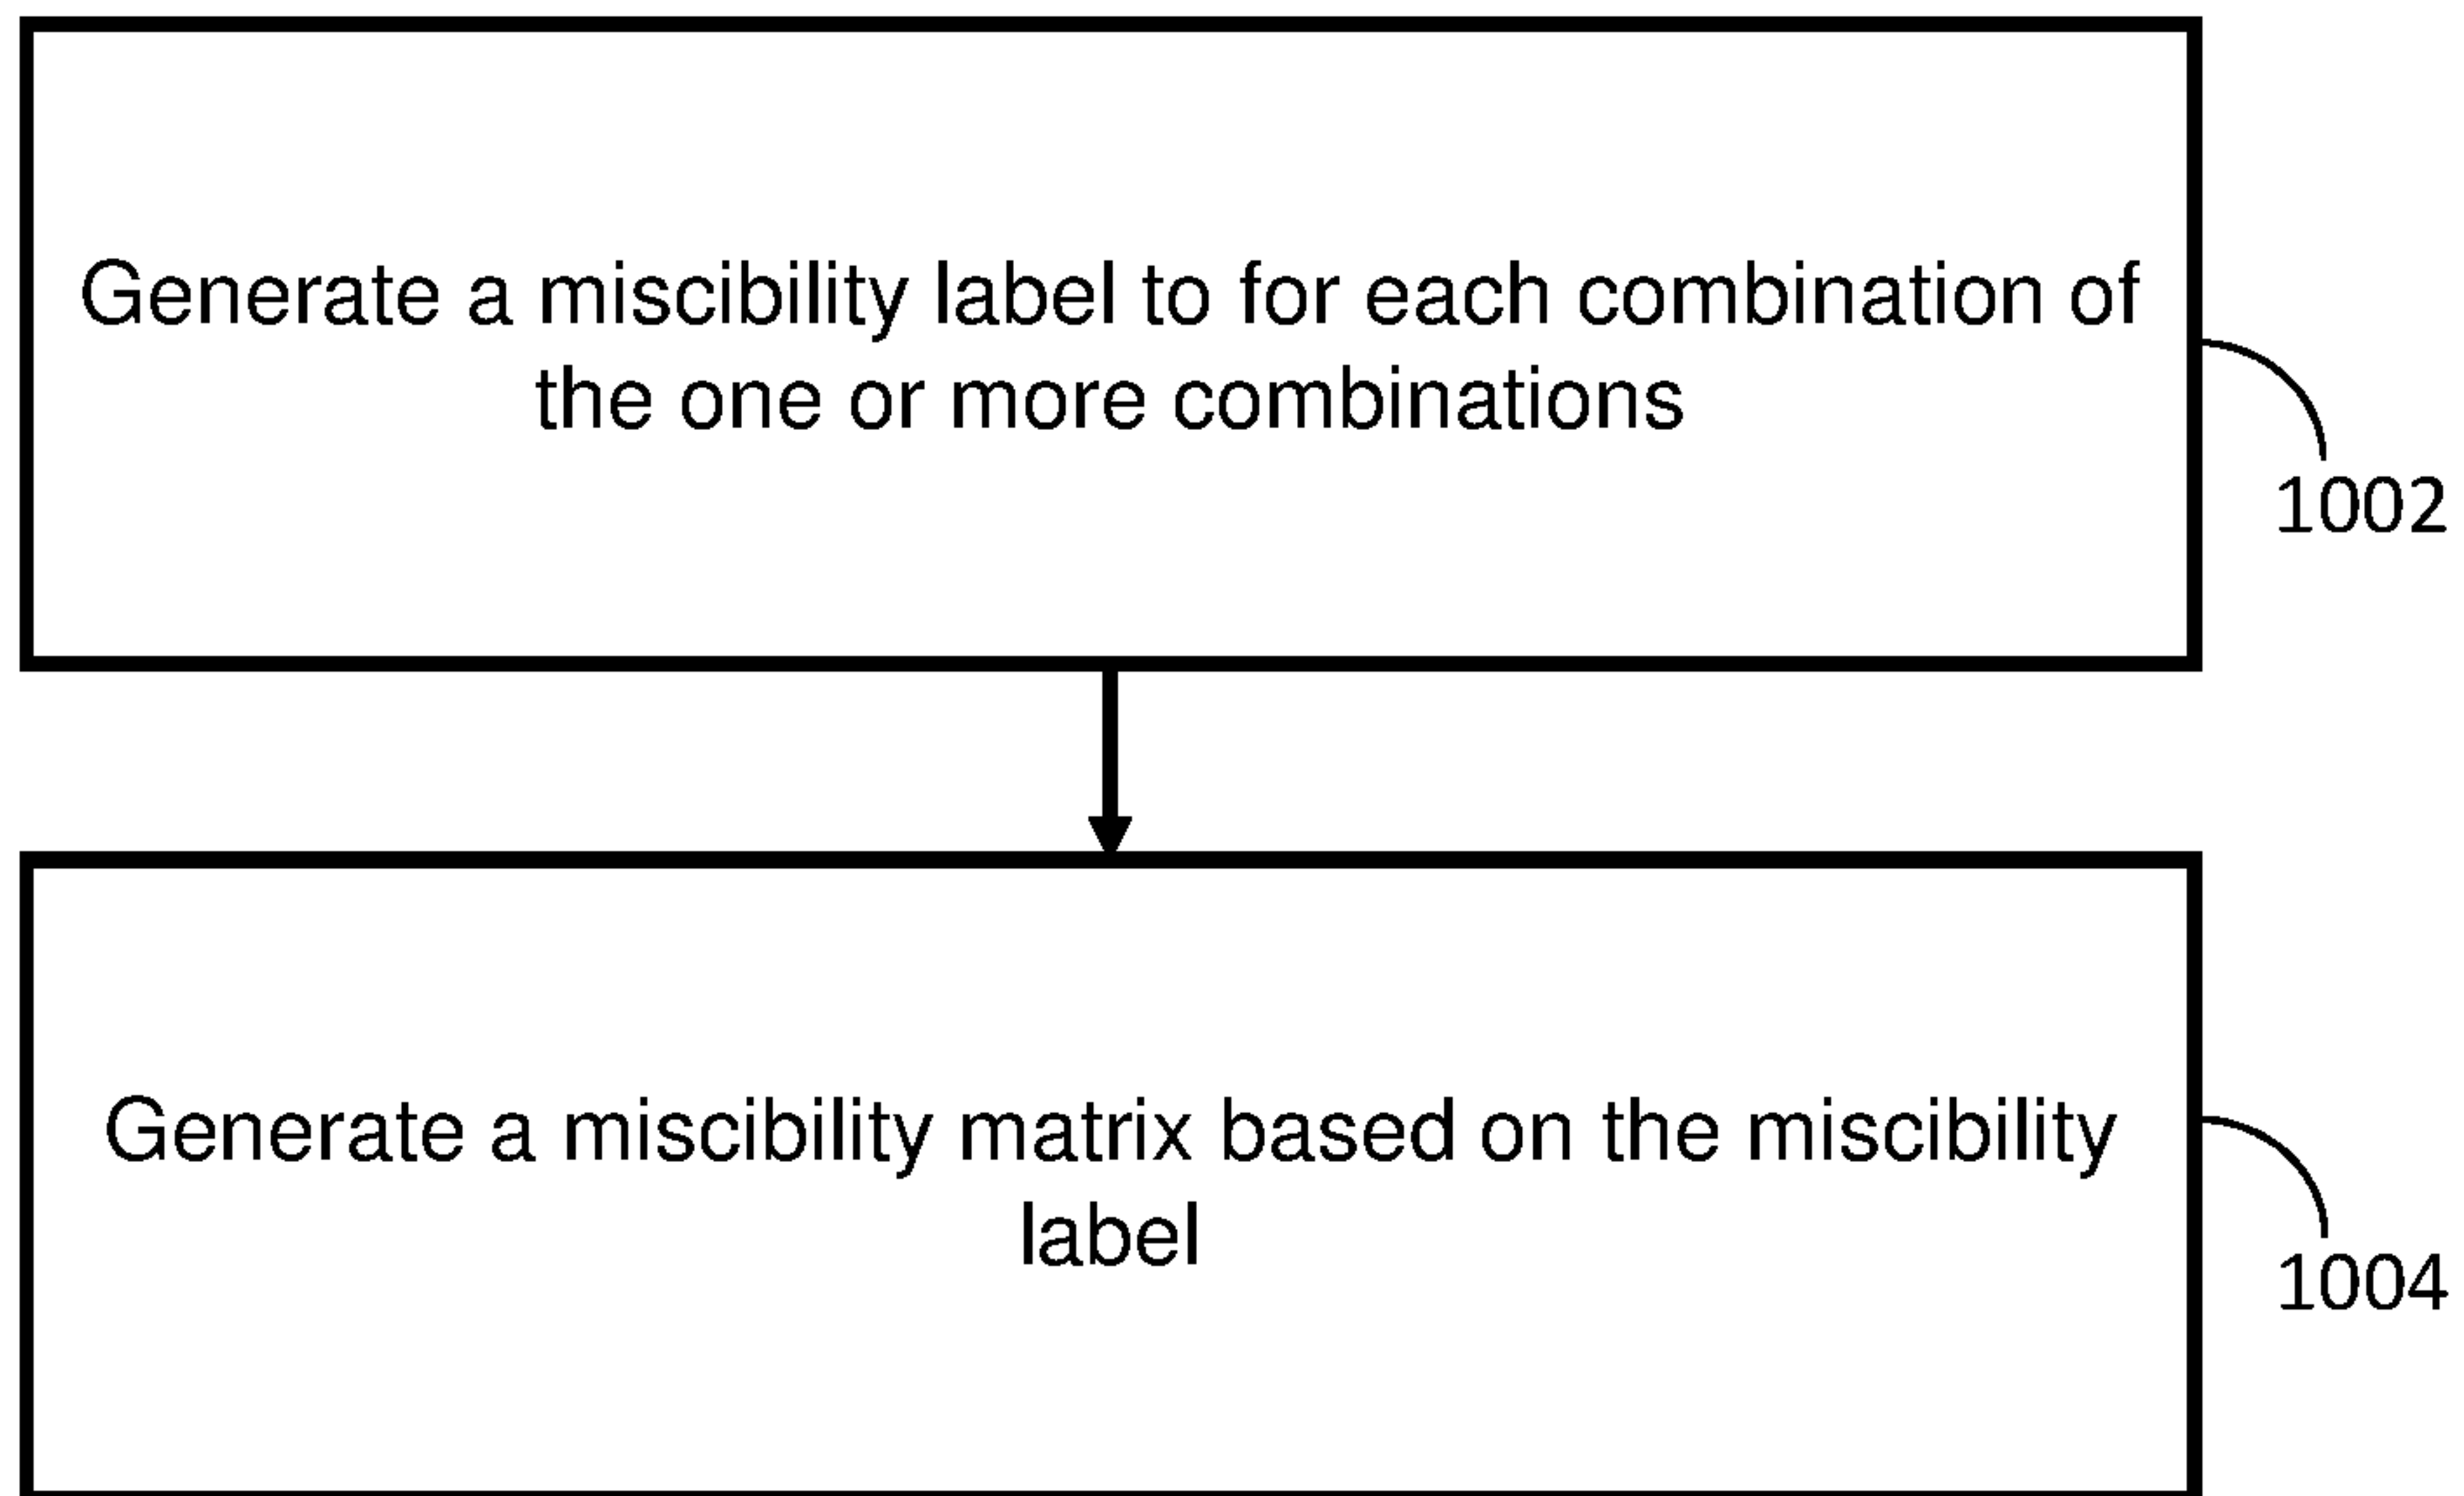 Generate a miscibility label to for each combination of
the one or more combinations
1002
Generate a miscibility matrix based on the miscibility
label
1004